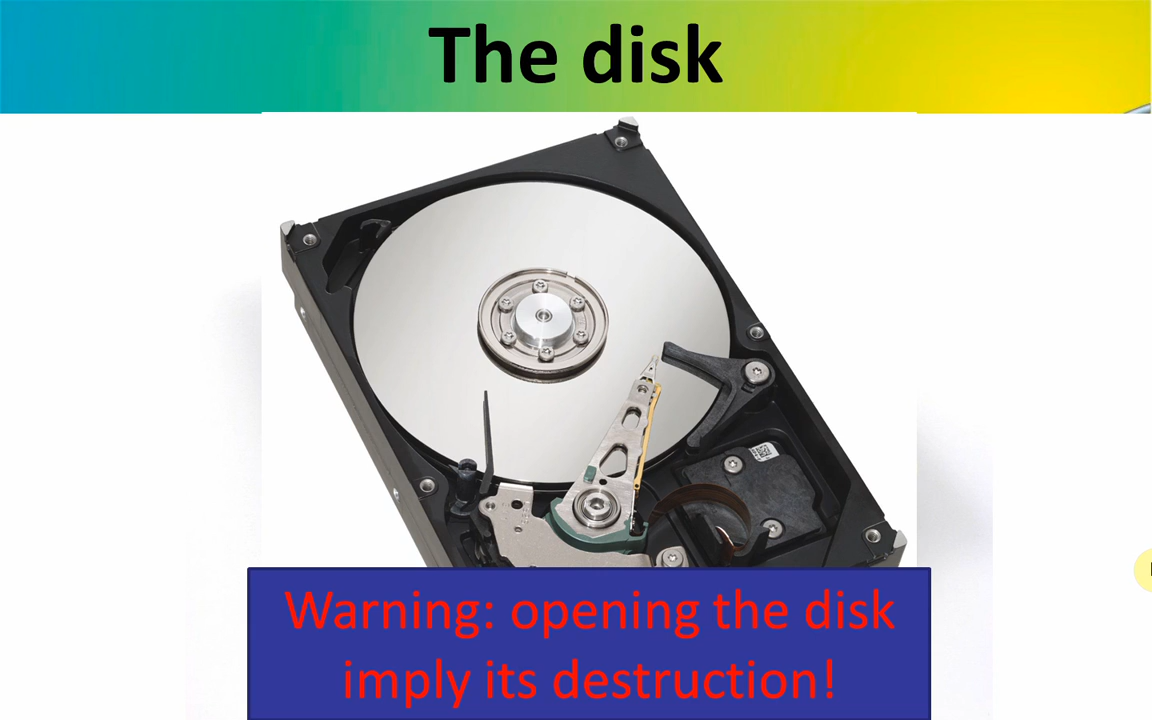 The disk
Warning: opening the disk
imply its destruction!